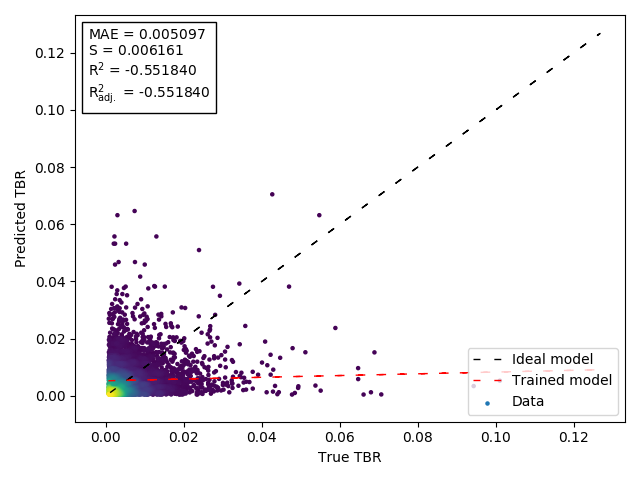 MAE = 0.005097
S = 0.006161
R² = -0.551840
R²adj. = -0.551840
0.12
0.10
0.08
0.06
0.04
0.02
0.00
Predicted TBR
Ideal model
Trained model
Data
0.00 0.02 0.04 0.06 0.08 0.10 0.12
True TBR